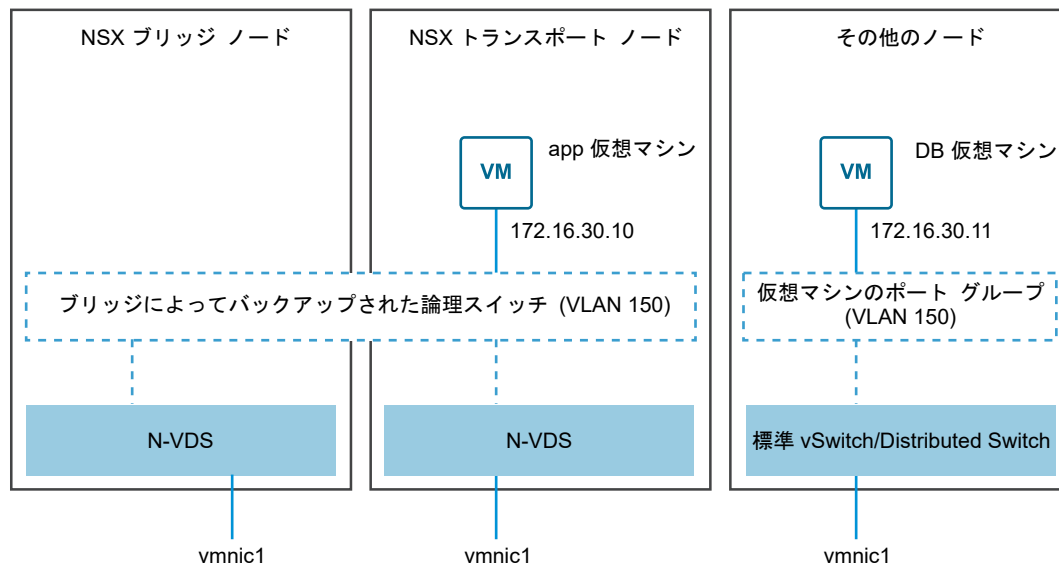 NSX ブリッジ ノード
NSX トランスポート ノード
その他のノード
VM
app 仮想マシン
VM
DB 仮想マシン
172.16.30.10
172.16.30.11
ブリッジによってバックアップされた論理スイッチ (VLAN 150)
仮想マシンのポート グループ
(VLAN 150)
N-VDS
N-VDS
標準 vSwitch/Distributed Switch
vmnic1
vmnic1
vmnic1